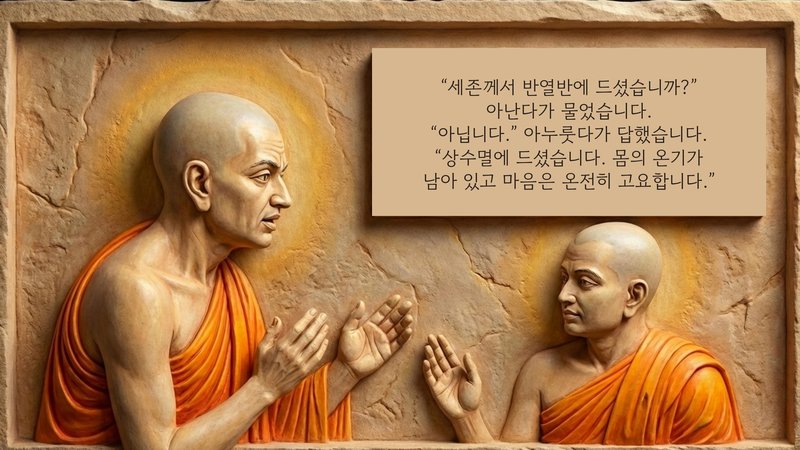 “세존께서 반열반에 드셨습니까?”
아난다가 물었습니다.
“아닙니다.” 아누룻다가 답했습니다.
“상수멸에 드셨습니다. 몸의 온기가
남아 있고 마음은 온전히 고요합니다.”